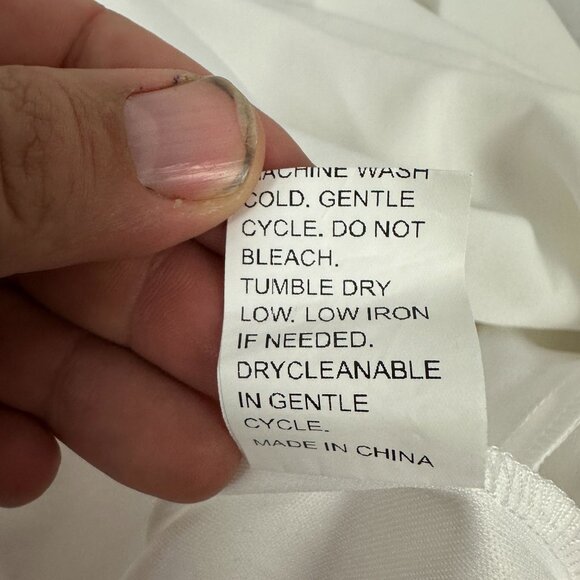 MACHINE WASH
COLD. GENTLE
CYCLE. DO NOT
BLEACH.
TUMBLE DRY
LOW. LOW IRON
IF NEEDED.
DRYCLEANABLE
IN GENTLE
CYCLE.
MADE IN CHINA